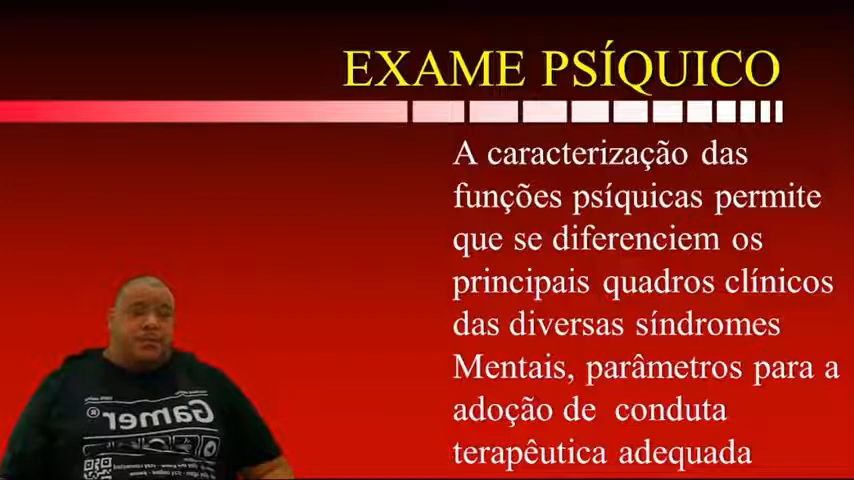 EXAME PSÍQUICO
A caracterização das
funções psíquicas permite
que se diferenciem os
principais quadros clínicos
das diversas síndromes
Mentais, parâmetros para a
adoção de conduta
terapêutica adequada
Gamer®